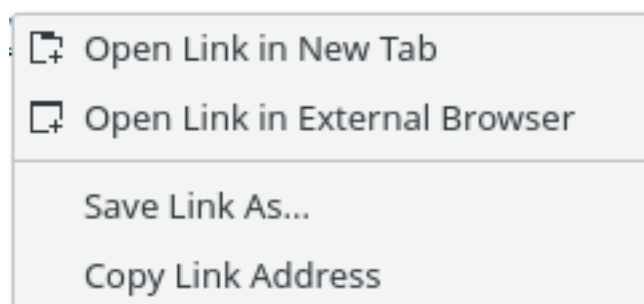 Open Link in New Tab
Open Link in External Browser
Save Link As...
Copy Link Address